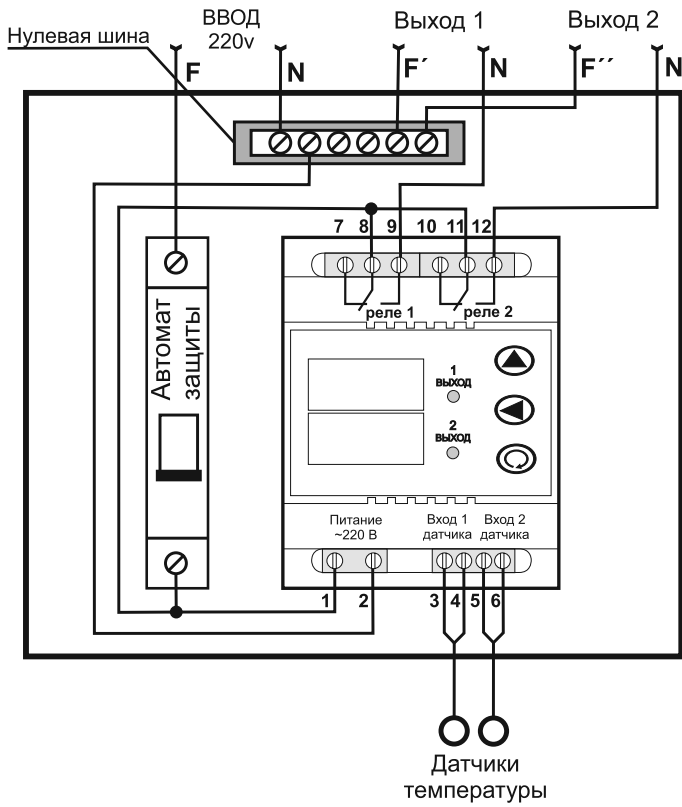 ВВОД
220v
Выход 1
Выход 2
Нулевая шина
F
N
F´
N
F´´
N
7 8 9 10 11 12
реле 1
реле 2
Автомат
защиты
1
ВЫХОД
2
ВЫХОД
Питание
~220 В
Вход 1
датчика
Вход 2
датчика
1 2 3 4 5 6
Датчики
температуры